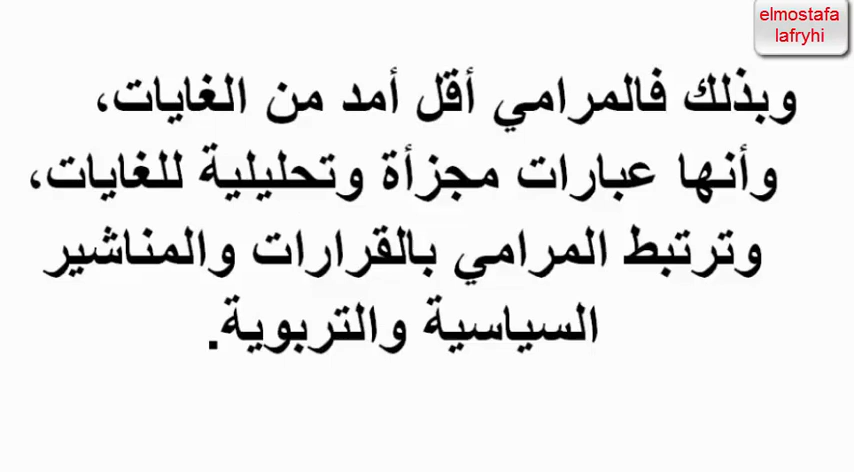 elmostafa
lafryhi
وبذلك فالمرامي أقل أمد من الغايات،
وأنها عبارات مجزأة وتحليلية للغايات،
وترتبط المرامي بالقرارات والمناشير
السياسية والتربوية.